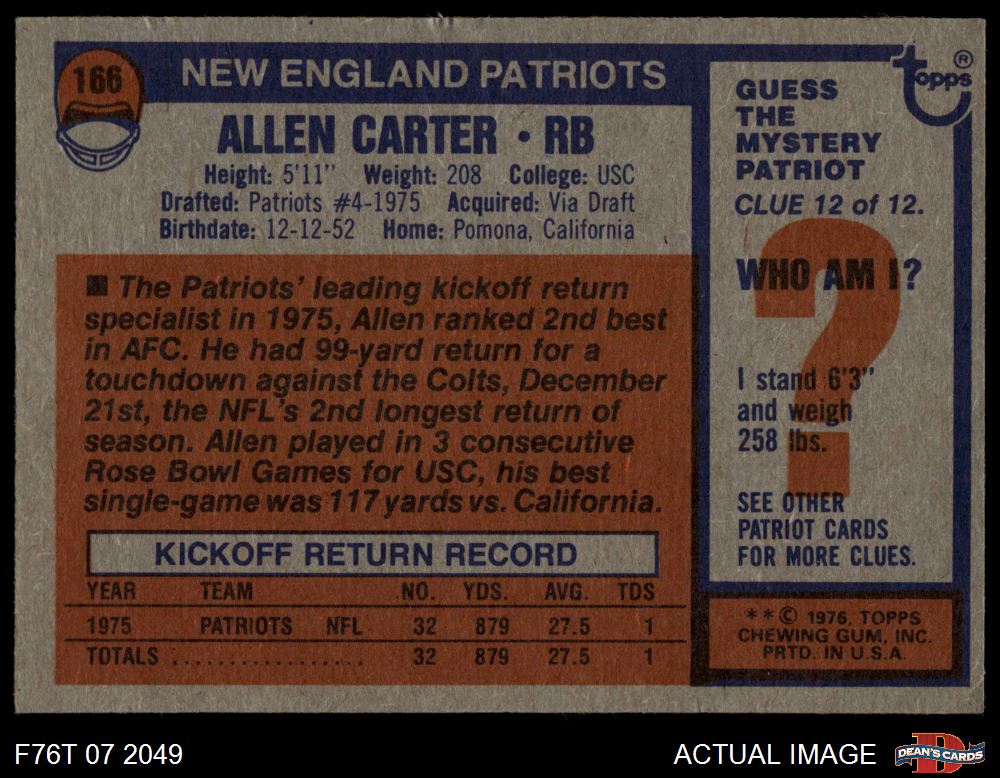 166
NEW ENGLAND PATRIOTS
ALLEN CARTER • RB
Height: 5'11" Weight: 208 College: USC
Drafted: Patriots #4-1975 Acquired: Via Draft
Birthdate: 12-12-52 Home: Pomona, California
■ The Patriots' leading kickoff return
specialist in 1975, Allen ranked 2nd best
in AFC. He had 99-yard return for a
touchdown against the Colts, December
21st, the NFL's 2nd longest return of
season. Allen played in 3 consecutive
Rose Bowl Games for USC, his best
single-game was 117 yards vs. California.
KICKOFF RETURN RECORD
YEAR TEAM NO. YDS. AVG. TDS
1975 PATRIOTS NFL 32 879 27.5 1
TOTALS .................. 32 879 27.5 1
topps ®
GUESS
THE
MYSTERY
PATRIOT
CLUE 12 of 12.
?
WHO AM I?
I stand 6'3"
and weigh
258 lbs.
SEE OTHER
PATRIOT CARDS
FOR MORE CLUES.
**© 1976, TOPPS
CHEWING GUM, INC.
PRTD. IN U.S.A.
F76T 07 2049
ACTUAL IMAGE
DEAN'S CARDS